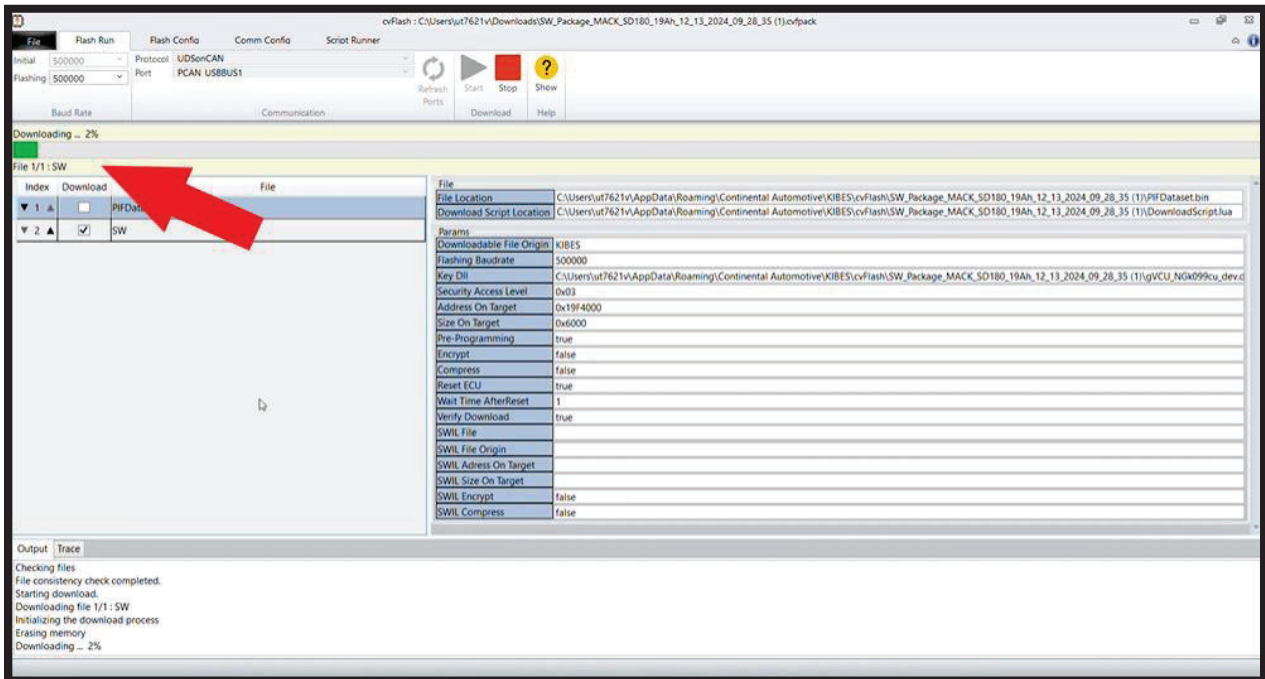 cvFlash : C:\Users\ut7621v\Downloads\SW_Package_MACK_SD180_19Ah_12_13_2024_09_28_35 (1).cvfpack
File Flash Run Flash Config Comm Config Script Runner
Initial 500000 Protocol UDSonCAN
Flashing 500000 Port PCAN_USBBUS1
Refresh Ports Start Stop Show
Baud Rate Communication Download Help
Downloading ... 2%
File 1/1 : SW
Index Download File
1
2 SW
File
File Location C:\Users\ut7621v\AppData\Roaming\Continental Automotive\KIBES\cvFlash\SW_Package_MACK_SD180_19Ah_12_13_2024_09_28_35 (1)\PIFDataset.bin
Download Script Location C:\Users\ut7621v\AppData\Roaming\Continental Automotive\KIBES\cvFlash\SW_Package_MACK_SD180_19Ah_12_13_2024_09_28_35 (1)\DownloadScript.lua
Params
Downloadable File Origin KIBES
Flashing Baudrate 500000
Key Dll C:\Users\ut7621v\AppData\Roaming\Continental Automotive\KIBES\cvFlash\SW_Package_MACK_SD180_19Ah_12_13_2024_09_28_35 (1)\gVCU_NGk099cu_dev.d
Security Access Level 0x03
Address On Target 0x19F4000
Size On Target 0x6000
Pre-Programming true
Encrypt false
Compress false
Reset ECU true
Wait Time AfterReset 1
Verify Download true
SWIL File
SWIL File Origin
SWIL Adress On Target
SWIL Size On Target
SWIL Encrypt false
SWIL Compress false
Output Trace
Checking files
File consistency check completed.
Starting download.
Downloading file 1/1 : SW
Initializing the download process
Erasing memory
Downloading ... 2%